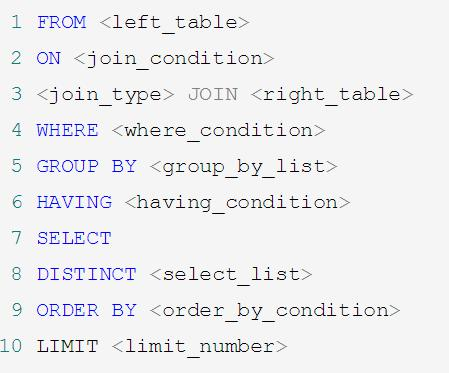 1 FROM <left_table>
2 ON <join_condition>
3 <join_type> JOIN <right_table>
4 WHERE <where_condition>
5 GROUP BY <group_by_list>
6 HAVING <having_condition>
7 SELECT
8 DISTINCT <select_list>
9 ORDER BY <order_by_condition>
10 LIMIT <limit_number>